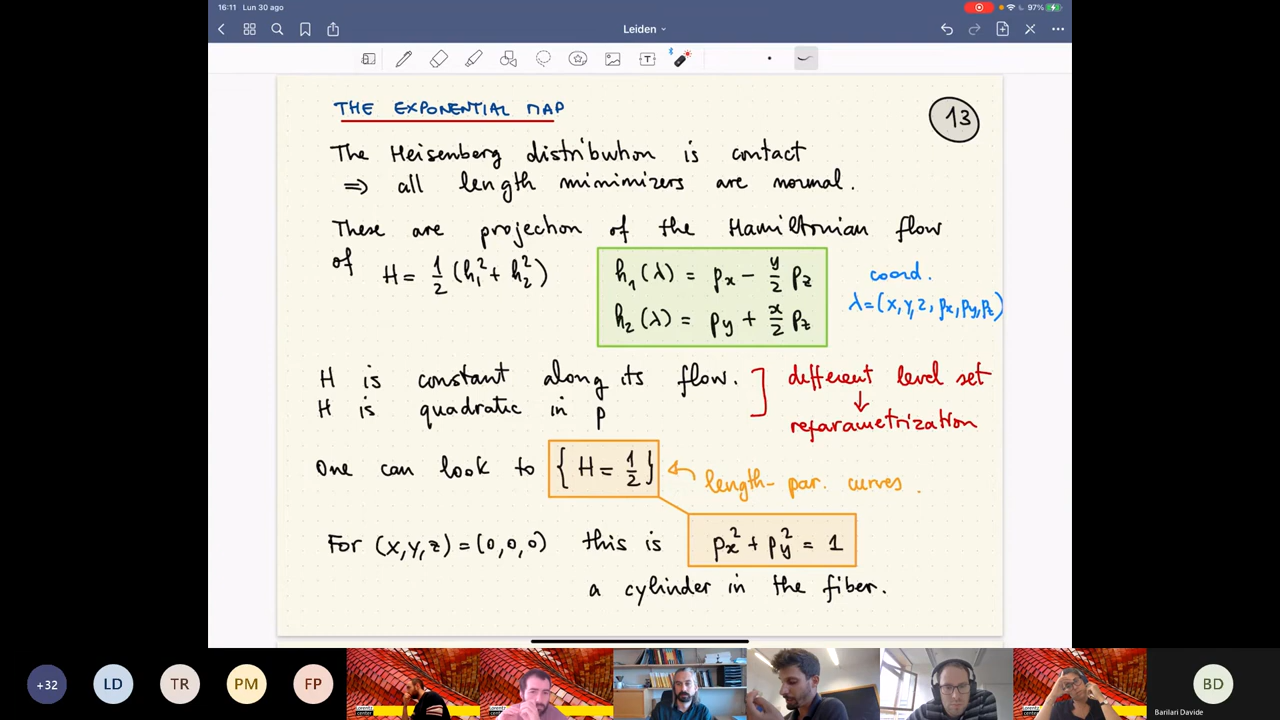 16:11 Lun 30 ago
97%
Leiden
THE EXPONENTIAL MAP
13
The Heisenberg distribution is contact
⇒ all length minimizers are normal.
These are projection of the Hamiltonian flow
of H = 1/2 (h₁² + h₂²)
h₁(λ) = px − y/2 pz
h₂(λ) = py + x/2 pz
coord.
λ=(x,y,z,px,py,pz)
H is constant along its flow.
H is quadratic in p
different level set
↓
reparametrization
One can look to { H = 1/2 }
length-par. curves.
For (x,y,z) = (0,0,0) this is px² + py² = 1
a cylinder in the fiber.
+32
LD
TR
PM
FP
BD
Barilari Davide